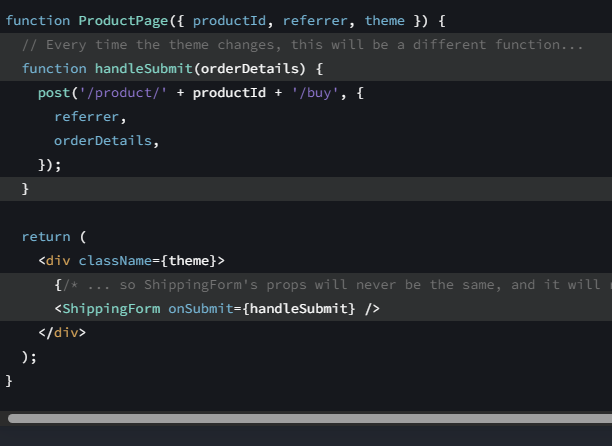 function ProductPage({ productId, referrer, theme }) {
  // Every time the theme changes, this will be a different function...
  function handleSubmit(orderDetails) {
    post('/product/' + productId + '/buy', {
      referrer,
      orderDetails,
    });
  }
  return (
    <div className={theme}>
      {/* ... so ShippingForm's props will never be the same, and it will
      <ShippingForm onSubmit={handleSubmit} />
    </div>
  );
}